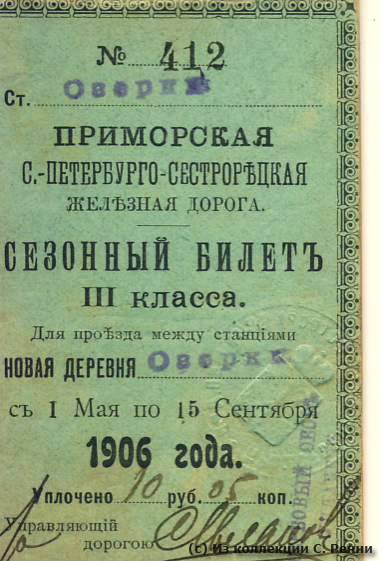 № 412
Ст. Озерки
ПРИМОРСКАЯ
С.-ПЕТЕРБУРГО-СЕСТРОРѢЦКАЯ
ЖЕЛѢЗНАЯ ДОРОГА.
СЕЗОННЫЙ БИЛЕТЪ
III класса.
Для проѣзда между станціями
НОВАЯ ДЕРЕВНЯ Озерки
съ 1 Мая по 15 Сентября
1906 года.
Уплочено 10 руб. 05 коп.
Управляющій
дорогою
(c) Из коллекции С. Ренни